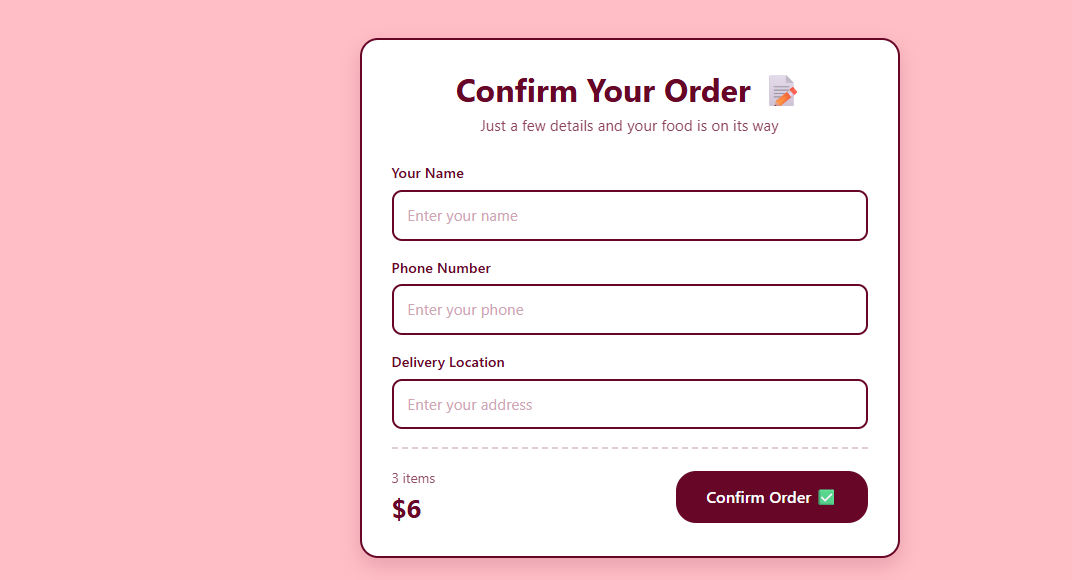 Confirm Your Order 📝
Just a few details and your food is on its way
Your Name
Enter your name
Phone Number
Enter your phone
Delivery Location
Enter your address
3 items
$6
Confirm Order ✅